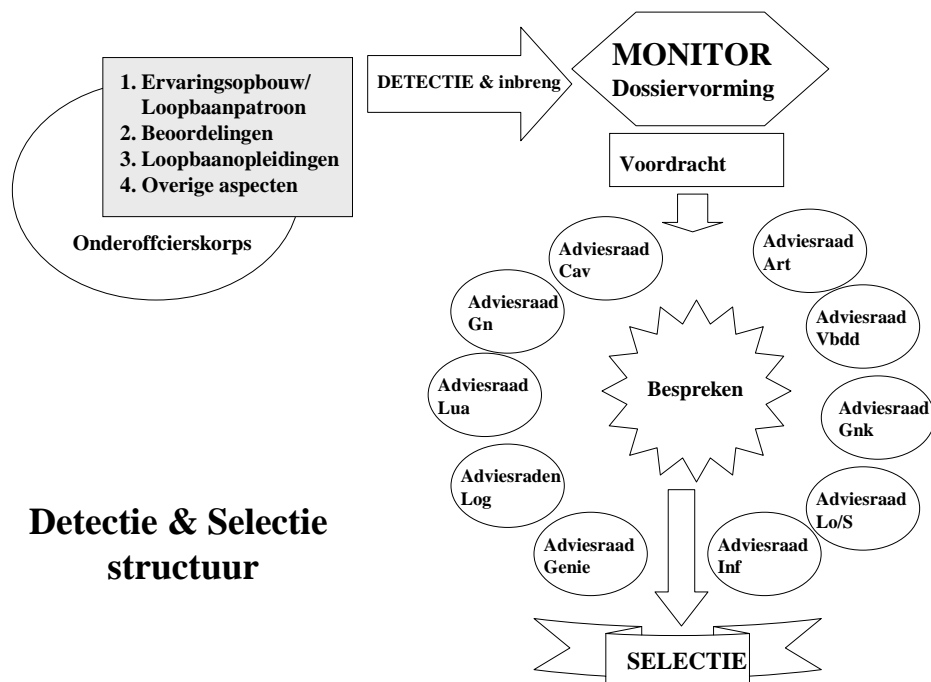 1. Ervaringsopbouw/
Loopbaanpatroon
2. Beoordelingen
3. Loopbaanopleidingen
4. Overige aspecten
Onderoffcierskorps
DETECTIE & inbreng
MONITOR
Dossiervorming
Voordracht
Adviesraad
Cav
Adviesraad
Art
Adviesraad
Gn
Adviesraad
Vbdd
Adviesraad
Lua
Bespreken
Adviesraad
Gnk
Adviesraden
Log
Adviesraad
Lo/S
Adviesraad
Genie
Adviesraad
Inf
Detectie & Selectie
structuur
SELECTIE